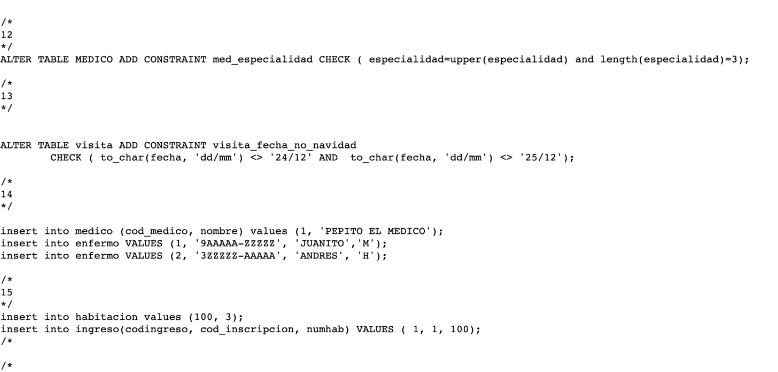 /*
12
*/
ALTER TABLE MEDICO ADD CONSTRAINT med_especialidad CHECK ( especialidad=upper(especialidad) and length(especialidad)=3);
/*
13
*/
ALTER TABLE visita ADD CONSTRAINT visita_fecha_no_navidad
CHECK ( to_char(fecha, 'dd/mm') <> '24/12' AND  to_char(fecha, 'dd/mm') <> '25/12');
/*
14
*/
insert into medico (cod_medico, nombre) values (1, 'PEPITO EL MEDICO');
insert into enfermo VALUES (1, '9AAAAA-ZZZZZ', 'JUANITO','M');
insert into enfermo VALUES (2, '3ZZZZZ-AAAAA', 'ANDRES', 'H');
/*
15
*/
insert into habitacion values (100, 3);
insert into ingreso(codingreso, cod_inscripcion, numhab) VALUES ( 1, 1, 100);
/*
/*